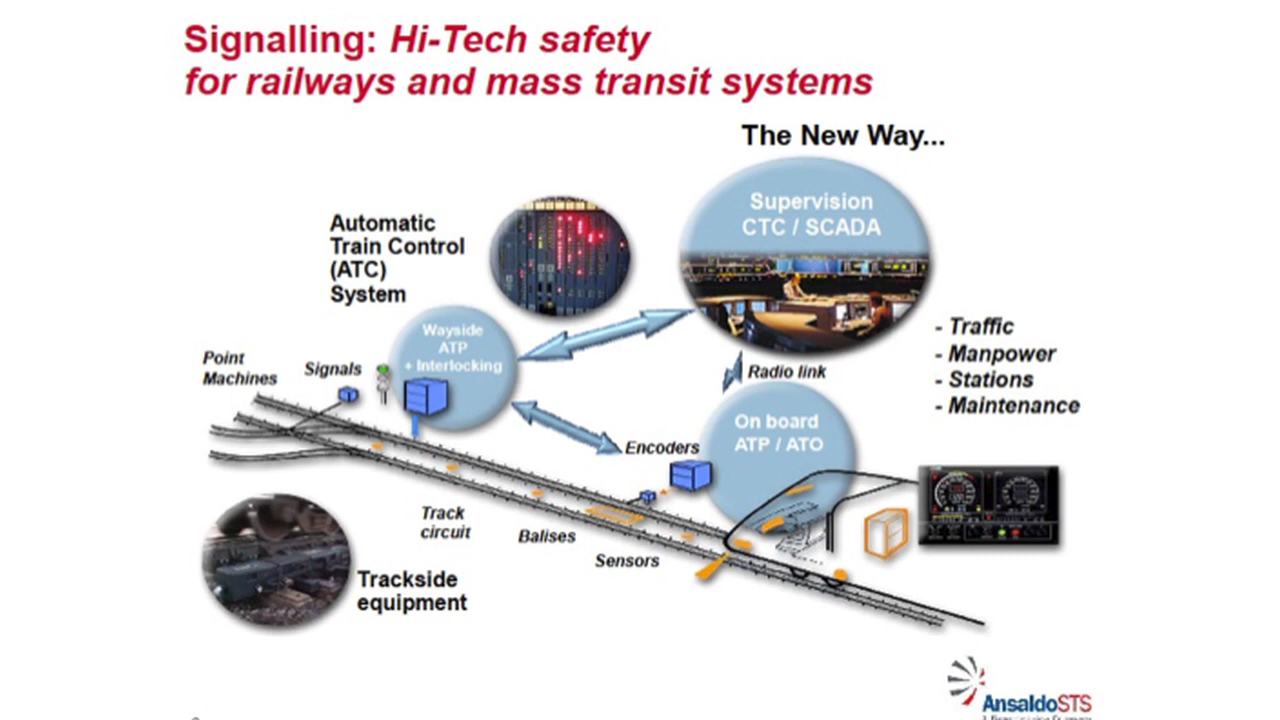 Signalling: Hi-Tech safety
for railways and mass transit systems
The New Way...
Supervision
CTC / SCADA
Automatic
Train Control
(ATC)
System
Wayside
ATP
+ Interlocking
- Traffic
- Manpower
- Stations
- Maintenance
Point
Machines
Signals
Radio link
On board
ATP / ATO
Encoders
Track
circuit
Balises
Sensors
Trackside
equipment
AnsaldoSTS